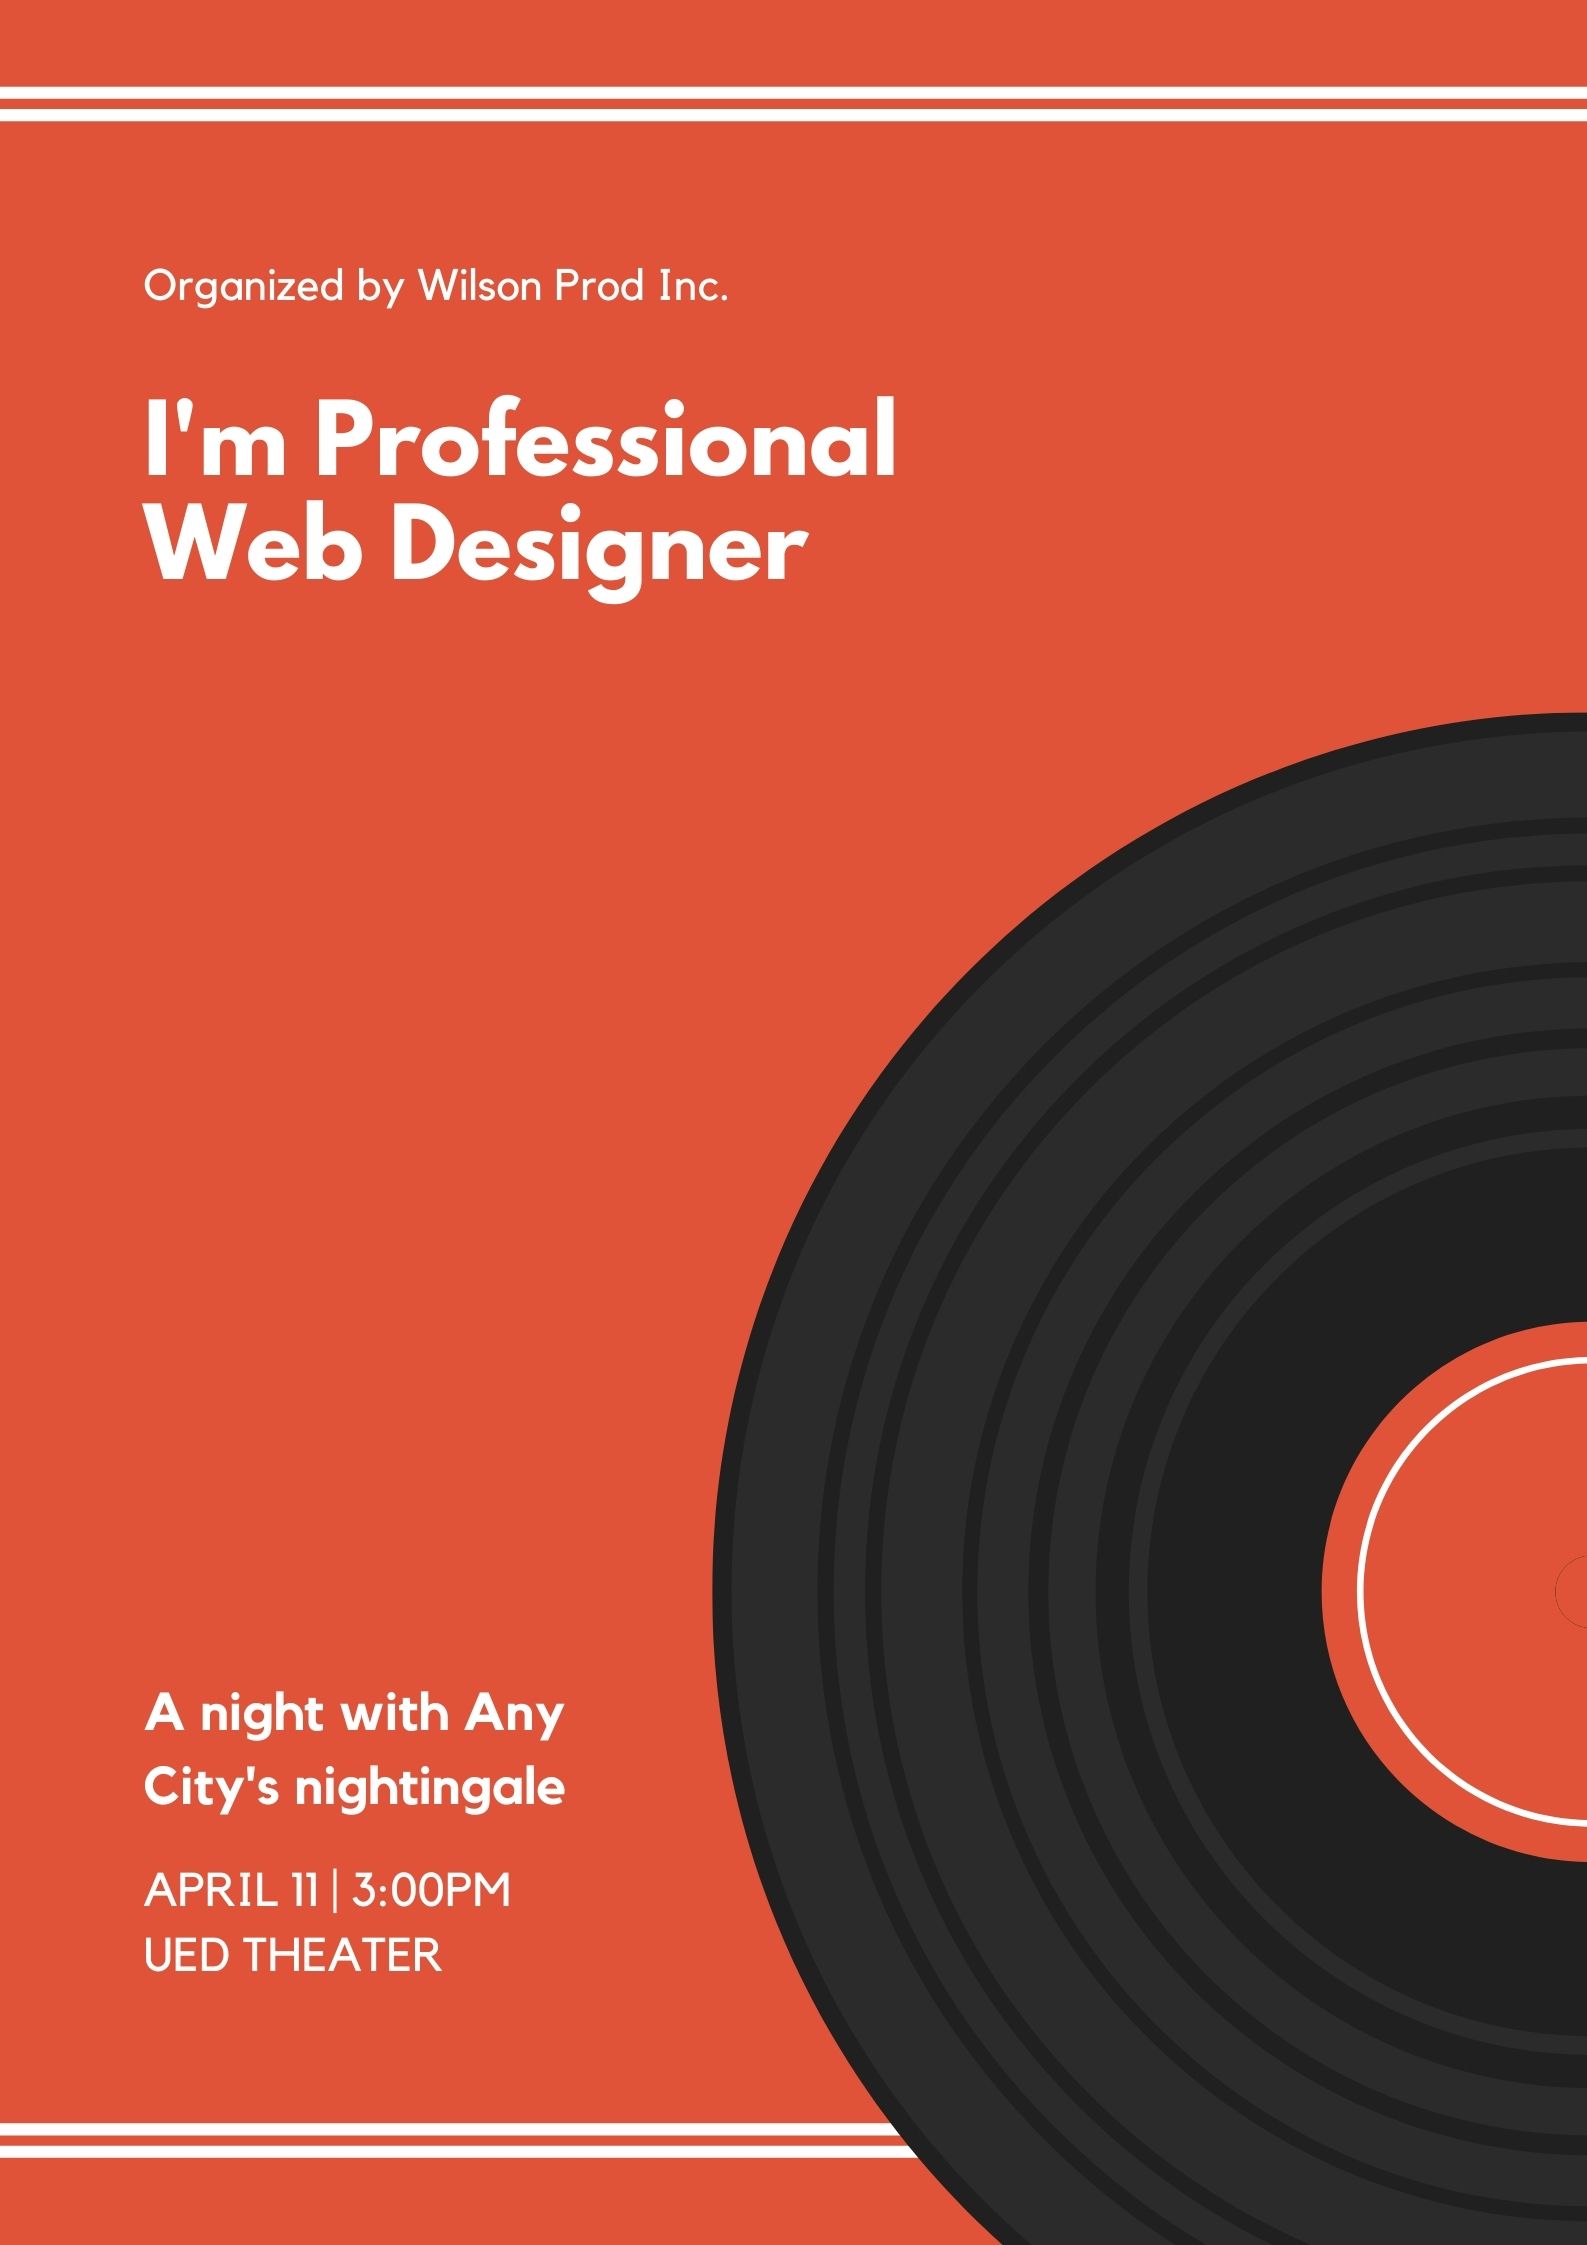 Organized by Wilson Prod Inc.
I'm Professional
Web Designer
A night with Any
City's nightingale
APRIL 11 | 3:00PM
UED THEATER